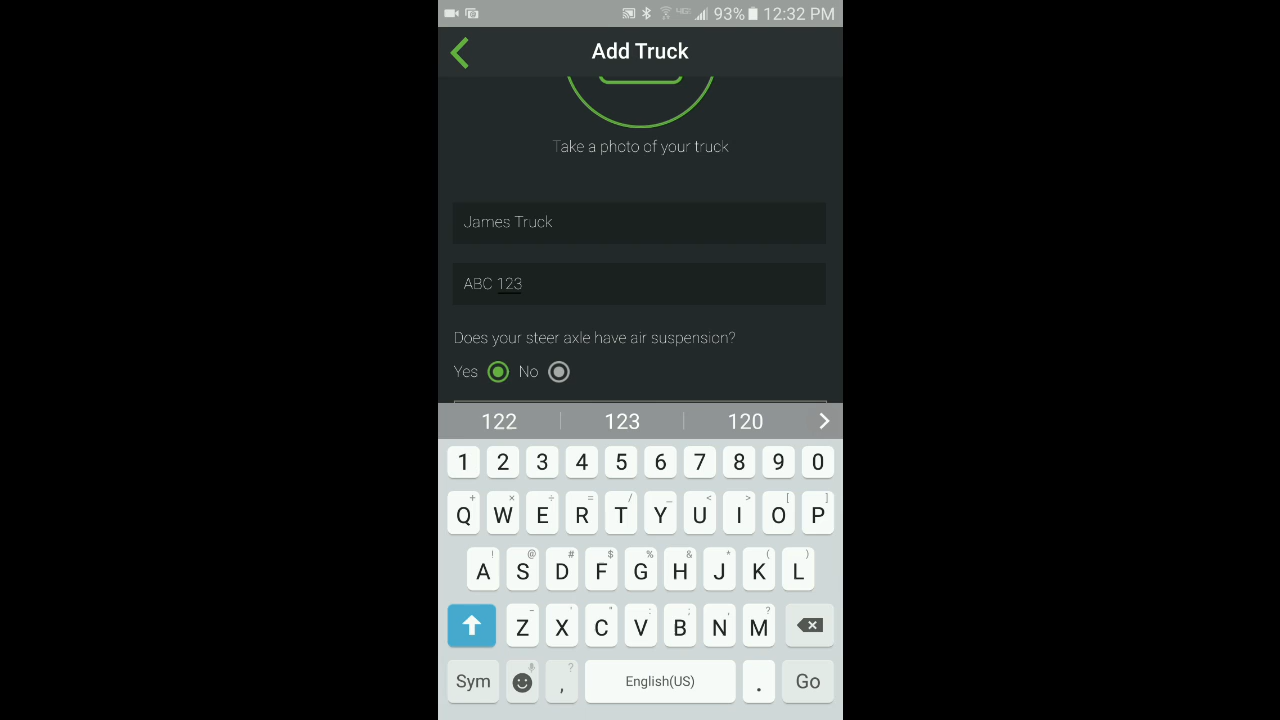 93% 12:32 PM
Add Truck
Take a photo of your truck
James Truck
ABC 123
Does your steer axle have air suspension?
Yes No
122 123 120
1 2 3 4 5 6 7 8 9 0
+ × ÷ = / _ < > [ ]
Q W E R T Y U I O P
! @ # $ % & * ( )
A S D F G H J K L
- ' " : ; , ?
Z X C V B N M
Sym , ? English(US) . Go